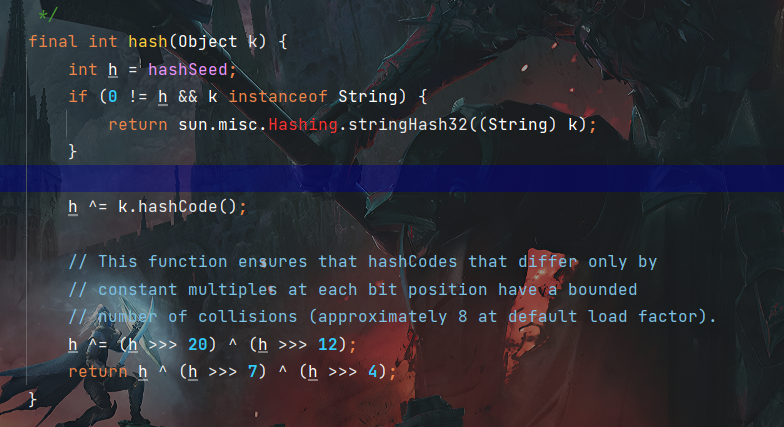 */
final int hash(Object k) {
int h = hashSeed;
if (0 != h && k instanceof String) {
return sun.misc.Hashing.stringHash32((String) k);
}
h ^= k.hashCode();
// This function ensures that hashCodes that differ only by
// constant multiples at each bit position have a bounded
// number of collisions (approximately 8 at default load factor).
h ^= (h >>> 20) ^ (h >>> 12);
return h ^ (h >>> 7) ^ (h >>> 4);
}